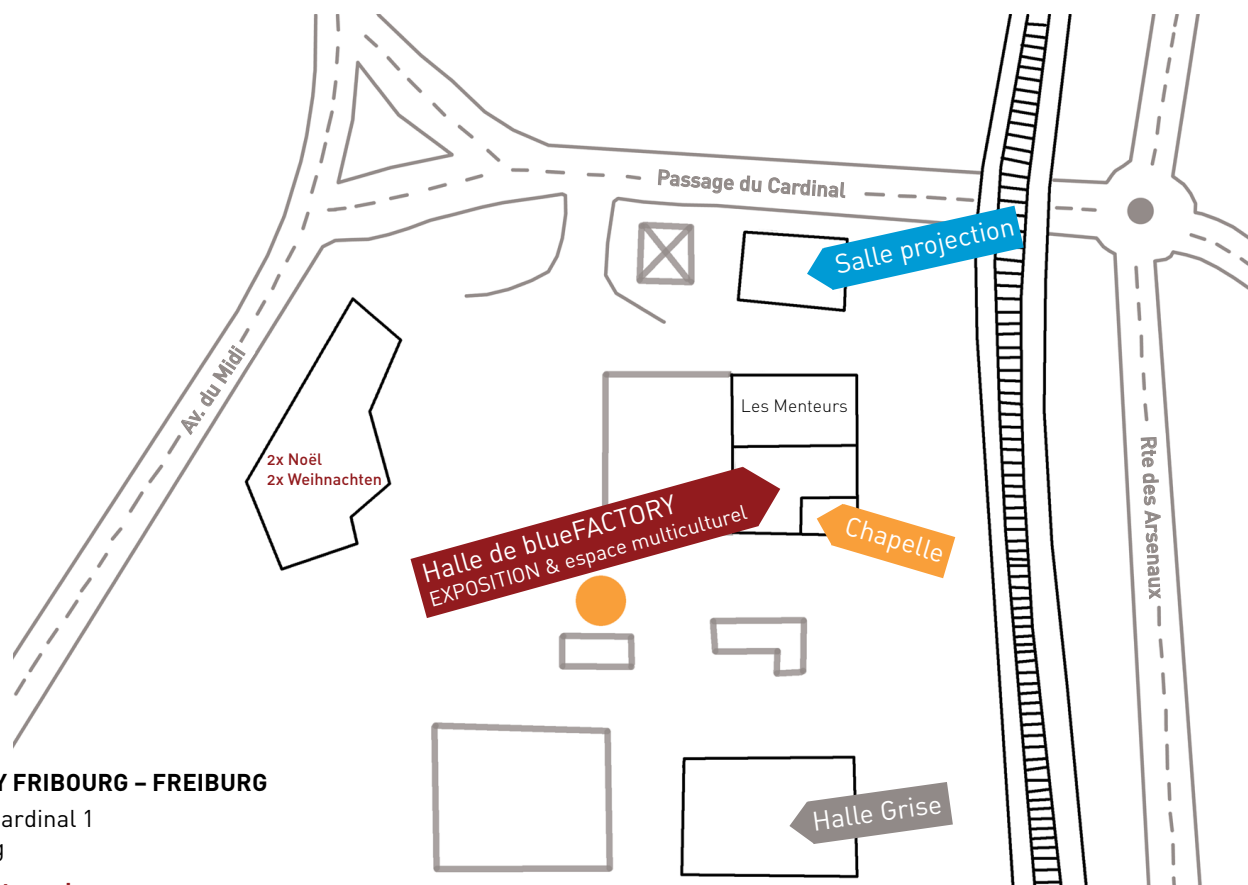 Passage du Cardinal
Salle projection
Av. du Midi
Les Menteurs
2x Noël
2x Weihnachten
Halle de blueFACTORY
EXPOSITION & espace multiculturel
Chapelle
Rte des Arsenaux
Y FRIBOURG – FREIBURG
ardinal 1
g
Halle Grise